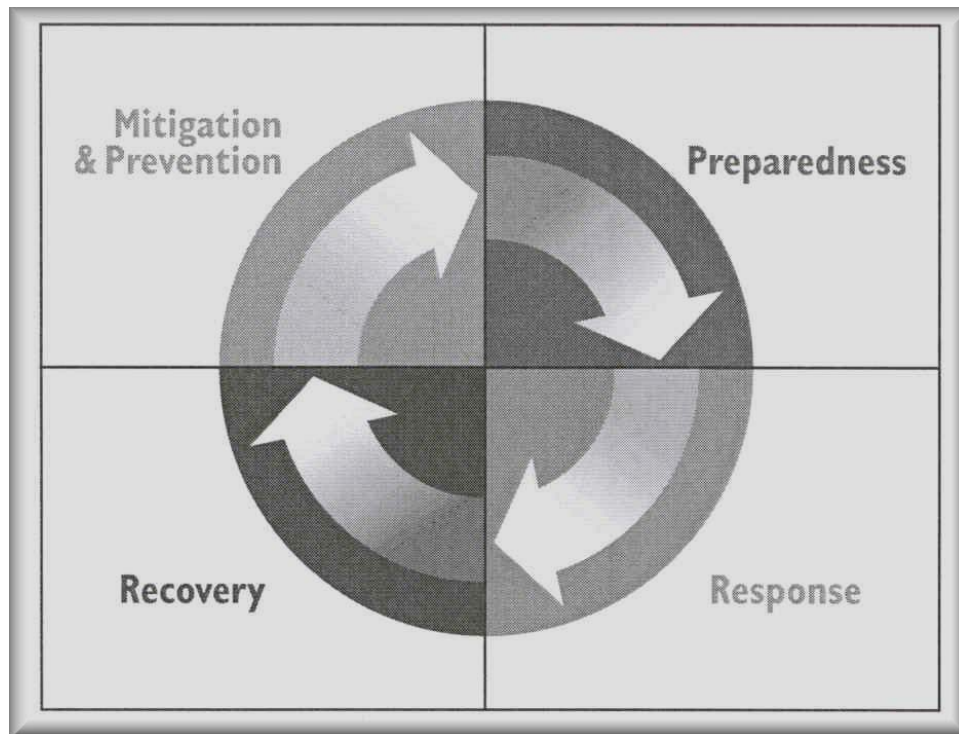 Mitigation
& Prevention
Preparedness
Recovery
Response